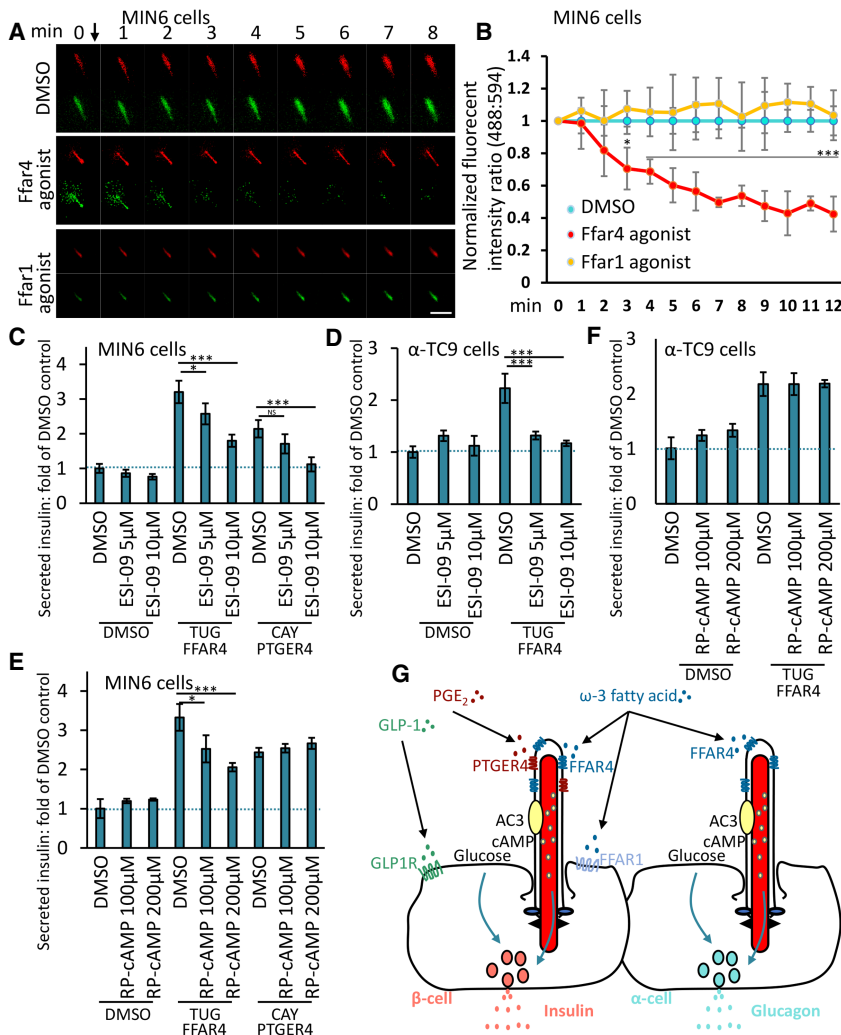 MIN6 cells
A
min 0 1 2 3 4 5 6 7 8
DMSO
Ffar4
agonist
Ffar1
agonist
MIN6 cells
B
Normalized fluorecent
intensity ratio (488:594)
1.4
1.2
1
0.8
0.6
0.4
0.2
0
*
***
DMSO
Ffar4 agonist
Ffar1 agonist
min 0 1 2 3 4 5 6 7 8 9 10 11 12
C
MIN6 cells
Secreted insulin: fold of DMSO control
4
3
2
1
0
***
*
***
NS
DMSO
ESI-09 5µM
ESI-09 10µM
DMSO
ESI-09 5µM
ESI-09 10µM
DMSO
ESI-09 5µM
ESI-09 10µM
DMSO
TUG
FFAR4
CAY
PTGER4
D
α-TC9 cells
Secreted insulin: fold of DMSO control
3
2
1
0
***
***
DMSO
ESI-09 5µM
ESI-09 10µM
DMSO
ESI-09 5µM
ESI-09 10µM
DMSO
TUG
FFAR4
F
α-TC9 cells
Secreted insulin: fold of DMSO control
3
2
1
0
DMSO
RP-cAMP 100µM
RP-cAMP 200µM
DMSO
RP-cAMP 100µM
RP-cAMP 200µM
DMSO
TUG
FFAR4
E
MIN6 cells
Secreted insulin: fold of DMSO control
4
3
2
1
0
***
*
DMSO
RP-cAMP 100µM
RP-cAMP 200µM
DMSO
RP-cAMP 100µM
RP-cAMP 200µM
DMSO
RP-cAMP 100µM
RP-cAMP 200µM
DMSO
TUG
FFAR4
CAY
PTGER4
G
PGE2
ω-3 fatty acid
GLP-1
PTGER4
FFAR4
FFAR4
AC3
cAMP
AC3
cAMP
Glucose
Glucose
GLP1R
FFAR1
β-cell
Insulin
α-cell
Glucagon